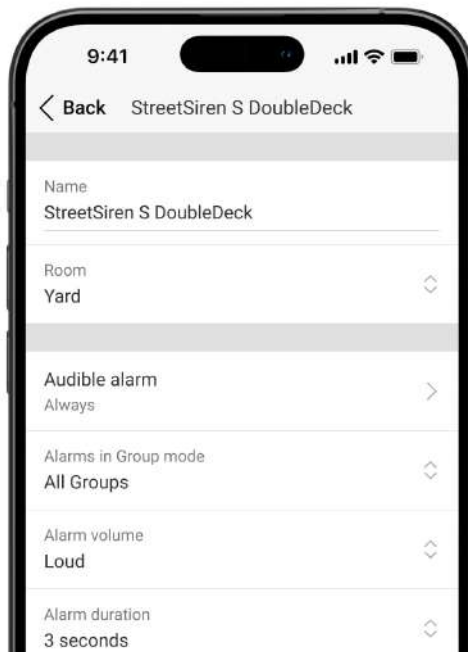 9:41
Back StreetSiren S DoubleDeck
Name
StreetSiren S DoubleDeck
Room
Yard
Audible alarm
Always
Alarms in Group mode
All Groups
Alarm volume
Loud
Alarm duration
3 seconds